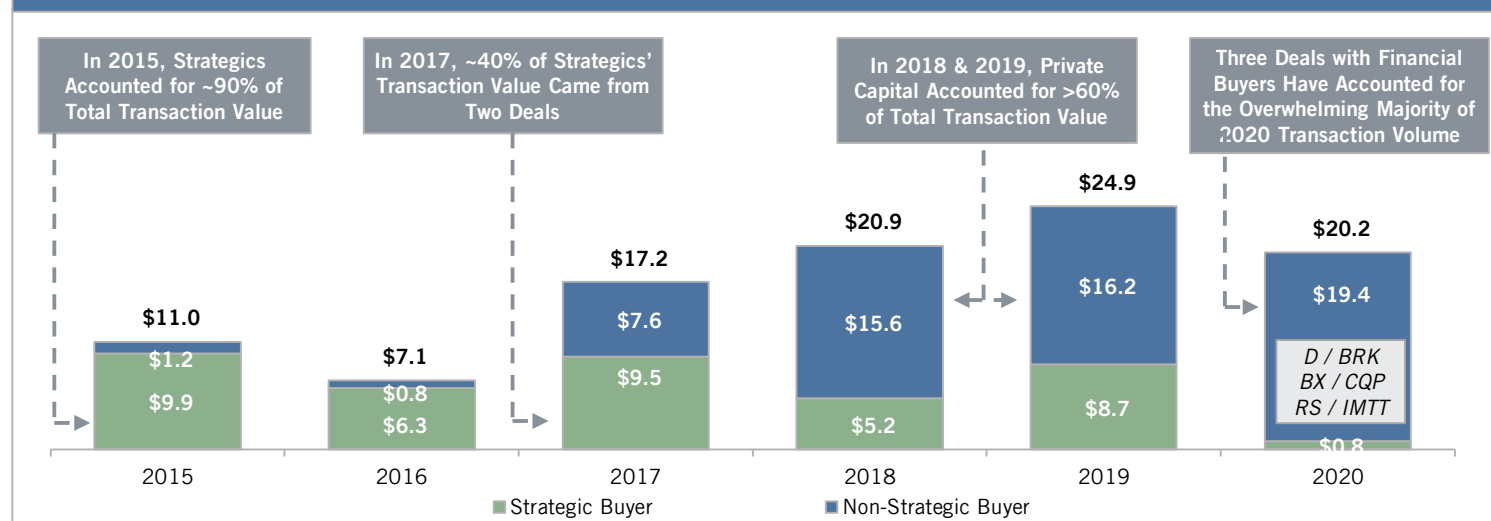 In 2015, Strategics
Accounted for ~90% of
Total Transaction Value
In 2017, ~40% of Strategics'
Transaction Value Came from
Two Deals
In 2018 & 2019, Private
Capital Accounted for >60%
of Total Transaction Value
Three Deals with Financial
Buyers Have Accounted for
the Overwhelming Majority of
2020 Transaction Volume
$11.0
$1.2
$9.9
$7.1
$0.8
$6.3
$17.2
$7.6
$9.5
$20.9
$15.6
$5.2
$24.9
$16.2
$8.7
$20.2
$19.4
D / BRK
BX / CQP
RS / IMTT
$0.8
2015 2016 2017 2018 2019 2020
Strategic Buyer Non-Strategic Buyer